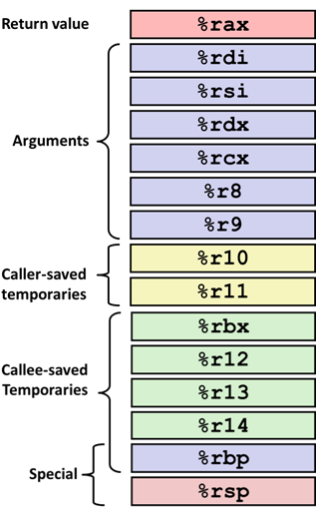 Return value
%rax
Arguments
%rdi
%rsi
%rdx
%rcx
%r8
%r9
Caller-saved
temporaries
%r10
%r11
Callee-saved
Temporaries
%rbx
%r12
%r13
%r14
Special
%rbp
%rsp